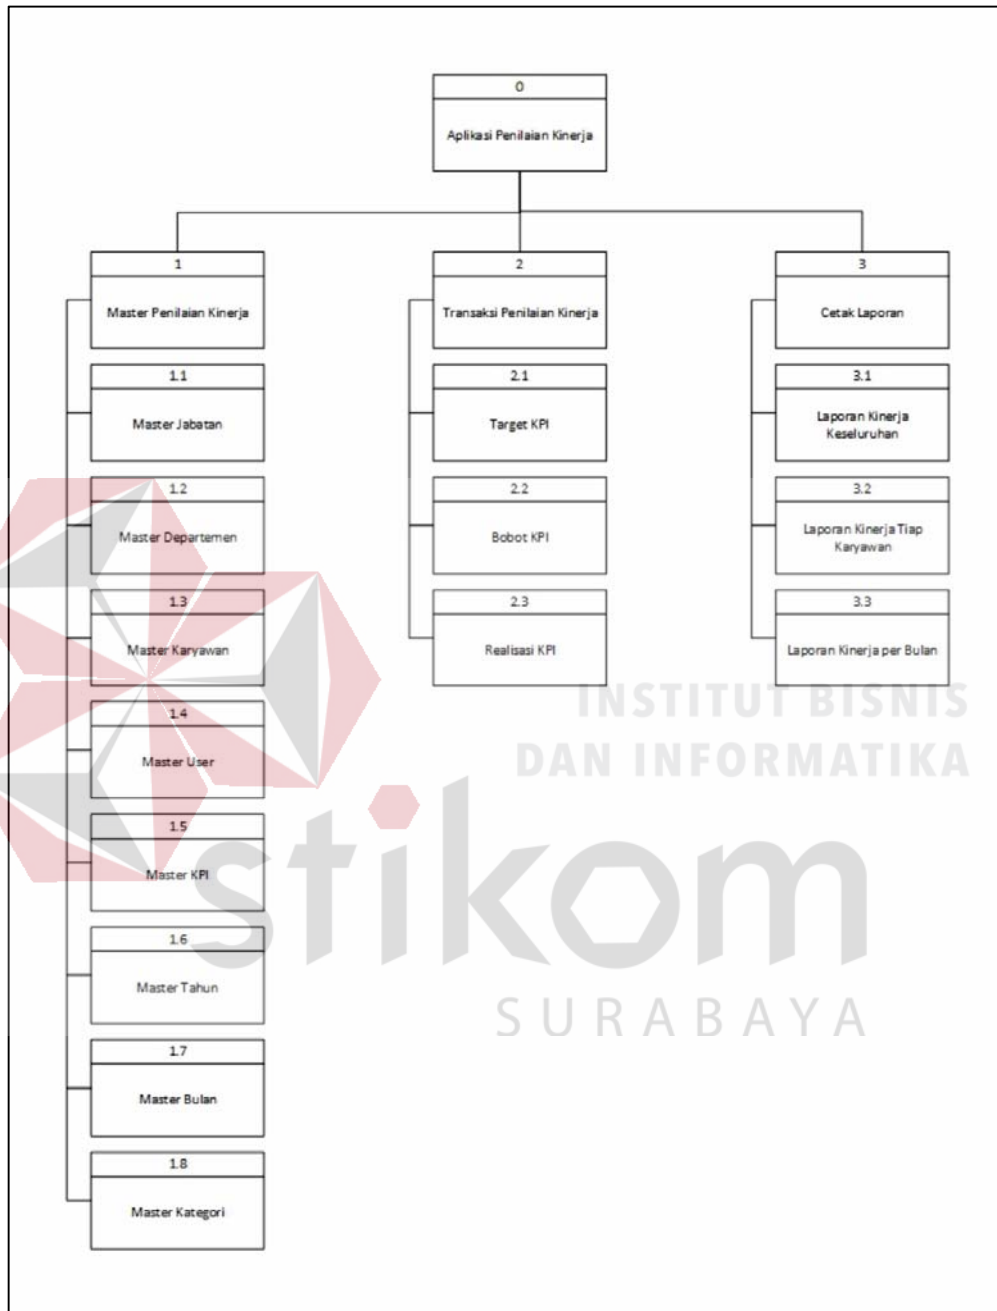 0
Aplikasi Penilaian Kinerja
1
Master Penilaian Kinerja
1.1
Master Jabatan
1.2
Master Departemen
1.3
Master Karyawan
1.4
Master User
1.5
Master KPI
1.6
Master Tahun
1.7
Master Bulan
1.8
Master Kategori
2
Transaksi Penilaian Kinerja
2.1
Target KPI
2.2
Bobot KPI
2.3
Realisasi KPI
3
Cetak Laporan
3.1
Laporan Kinerja
Keseluruhan
3.2
Laporan Kinerja Tiap
Karyawan
3.3
Laporan Kinerja per Bulan
INSTITUT BISNIS
DAN INFORMATIKA
stikom
SURABAYA